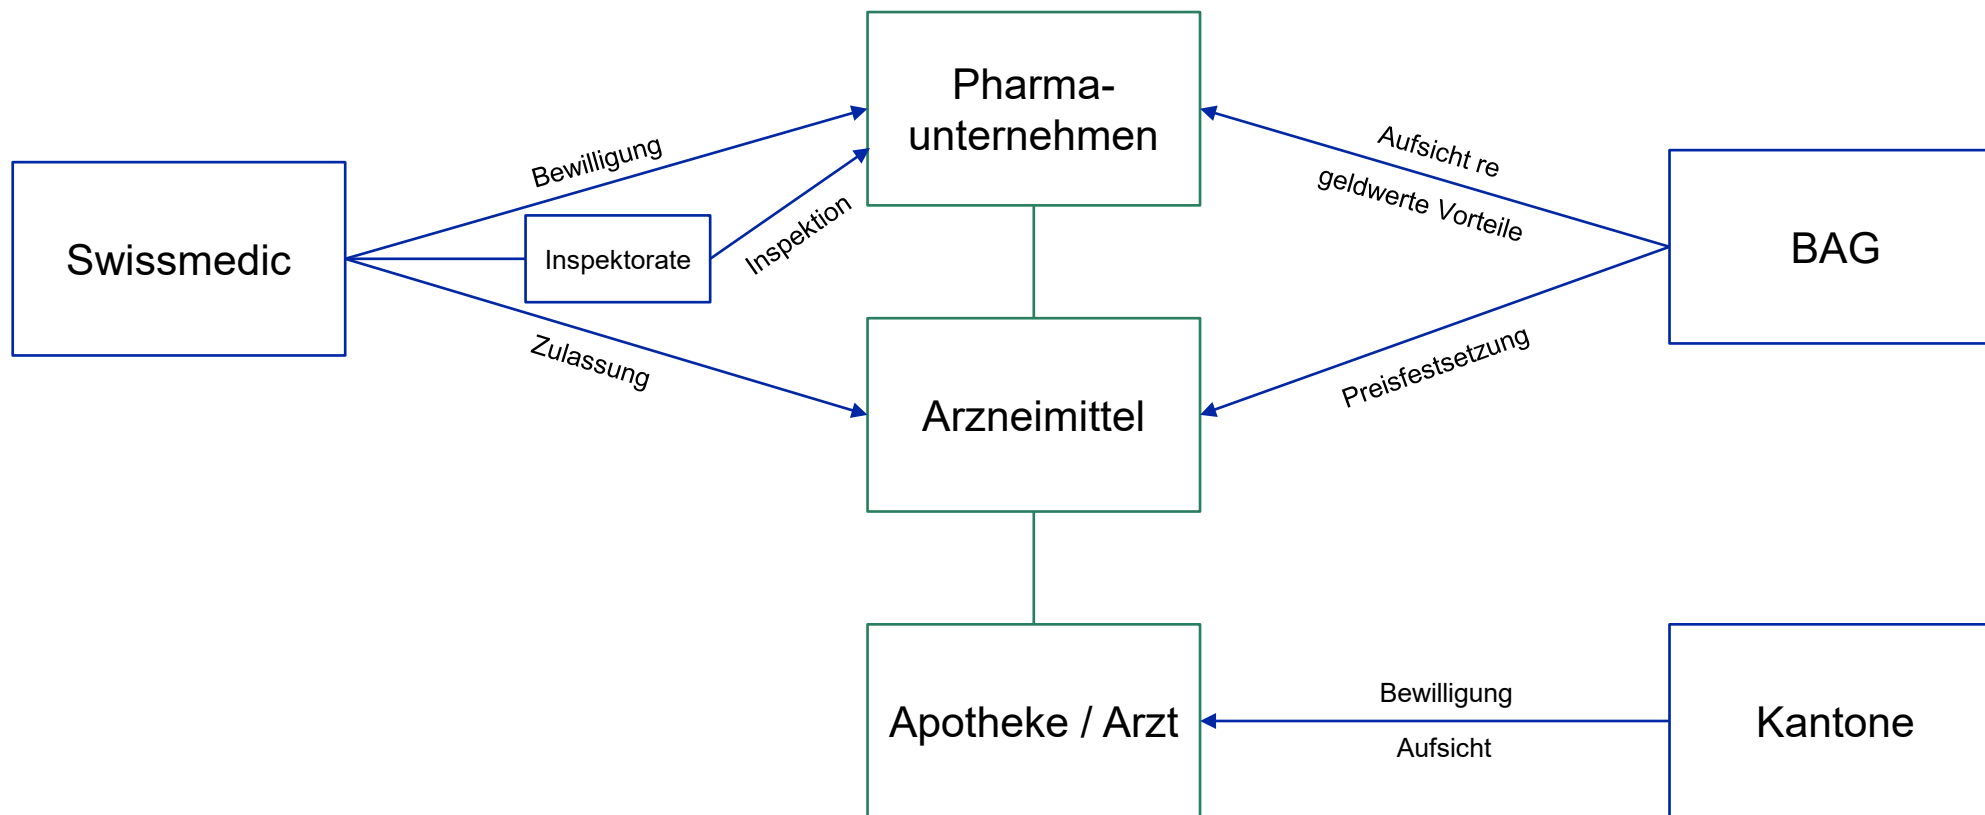 Pharma-
unternehmen
Bewilligung
Aufsicht re
geldwerte Vorteile
Swissmedic
Inspektorate
Inspektion
BAG
Zulassung
Preisfestsetzung
Arzneimittel
Apotheke / Arzt
Bewilligung
Aufsicht
Kantone